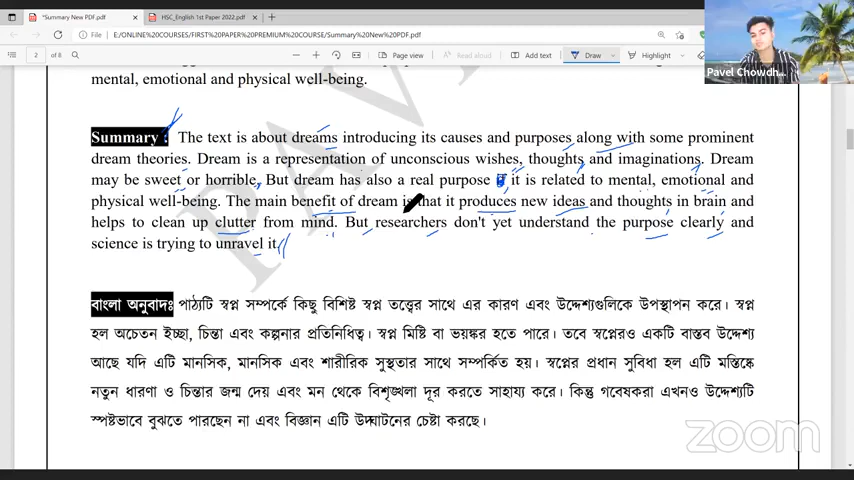 *Summary New PDF.pdf
HSC_English 1st Paper 2022.pdf
File
E:/ONLINE%20COURSES/FIRST%20PAPER%20PREMIUM%20COURSE/Summary%20New%20PDF.pdf
2 of 8
Page view
Read aloud
Add text
Draw
Highlight
Pavel Chowdh...
mental, emotional and physical well-being.
Summary : The text is about dreams introducing its causes and purposes along with some prominent
dream theories. Dream is a representation of unconscious wishes, thoughts and imaginations. Dream
may be sweet or horrible, But dream has also a real purpose if it is related to mental, emotional and
physical well-being. The main benefit of dream is that it produces new ideas and thoughts in brain and
helps to clean up clutter from mind. But researchers don't yet understand the purpose clearly and
science is trying to unravel it.
বাংলা অনুবাদঃ পাঠ্যটি স্বপ্ন সম্পর্কে কিছু বিশিষ্ট স্বপ্ন তত্ত্বের সাথে এর কারণ এবং উদ্দেশ্যগুলিকে উপস্থাপন করে। স্বপ্ন
হল অচেতন ইচ্ছা, চিন্তা এবং কল্পনার প্রতিনিধিত্ব। স্বপ্ন মিষ্টি বা ভয়ঙ্কর হতে পারে। তবে স্বপ্নেরও একটি বাস্তব উদ্দেশ্য
আছে যদি এটি মানসিক, মানসিক এবং শারীরিক সুস্থতার সাথে সম্পর্কিত হয়। স্বপ্নের প্রধান সুবিধা হল এটি মস্তিষ্কে
নতুন ধারণা ও চিন্তার জন্ম দেয় এবং মন থেকে বিশৃঙ্খলা দূর করতে সাহায্য করে। কিন্তু গবেষকরা এখনও উদ্দেশ্যটি
স্পষ্টভাবে বুঝতে পারছেন না এবং বিজ্ঞান এটি উদ্ঘাটনের চেষ্টা করছে।
zoom